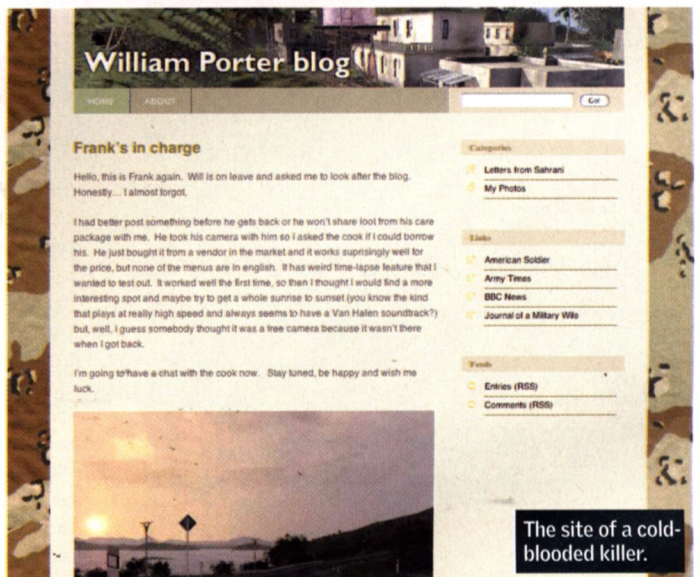 William Porter blog
HOME ABOUT
Go!
Frank's in charge
Hello, this is Frank again. Will is on leave and asked me to look after the blog.
Honestly... I almost forgot.
I had better post something before he gets back or he won't share loot from his care
package with me. He took his camera with him so I asked the cook if I could borrow
his. He just bought it from a vendor in the market and it works suprisingly well for
the price, but none of the menus are in english. It has weird time-lapse feature that I
wanted to test out. It worked well the first time, so then I thought I would find a more
interesting spot and maybe try to get a whole sunrise to sunset (you know the kind
that plays at really high speed and always seems to have a Van Halen soundtrack?)
but, well, I guess somebody thought it was a free camera because it wasn't there
when I got back.
I'm going to have a chat with the cook now. Stay tuned, be happy and wish me
luck.
Categories
Letters from Sahrani
My Photos
Links
American Soldier
Army Times
BBC News
Journal of a Military Wife
Feeds
Entries (RSS)
Comments (RSS)
The site of a cold-
blooded killer.